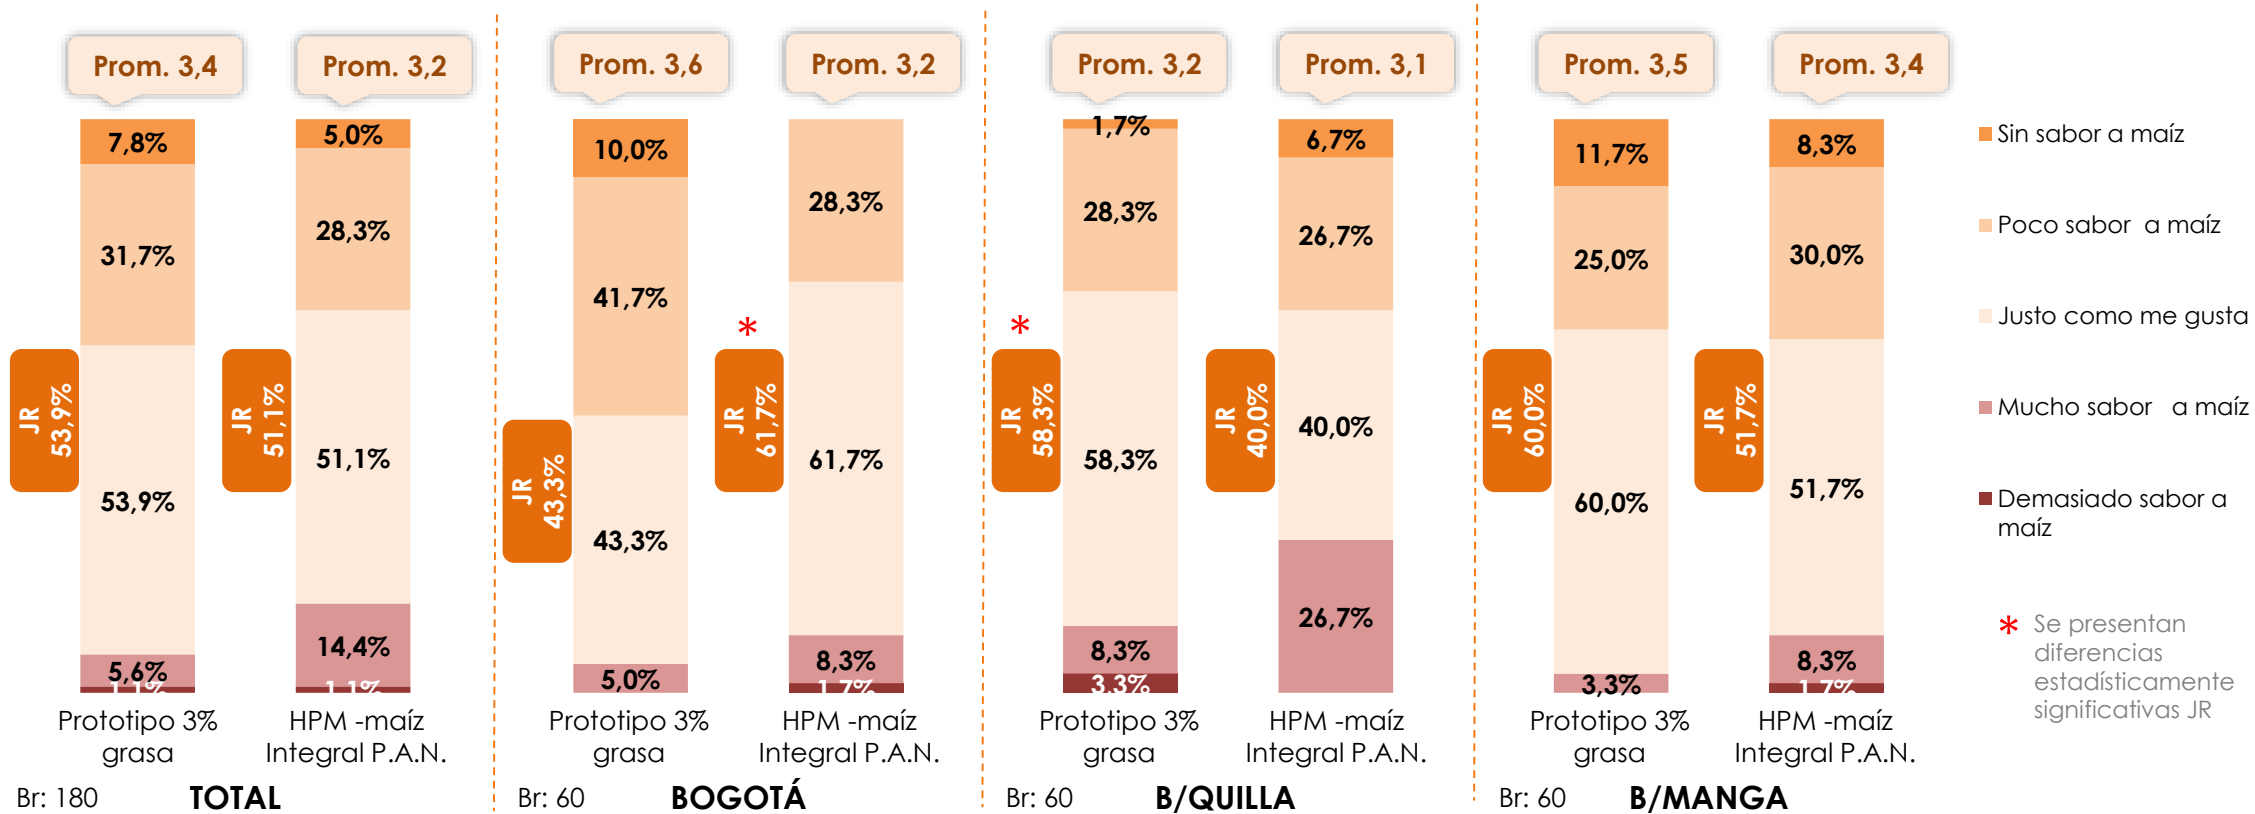 Prom. 3,4
Prom. 3,2
Prom. 3,6
Prom. 3,2
Prom. 3,2
Prom. 3,1
Prom. 3,5
Prom. 3,4
7,8%
31,7%
53,9%
5,6%
1,1%
JR
53,9%
5,0%
28,3%
51,1%
14,4%
1,1%
JR
51,1%
10,0%
41,7%
43,3%
5,0%
JR
43,3%
28,3%
61,7%
8,3%
1,7%
*
JR
61,7%
1,7%
28,3%
58,3%
8,3%
3,3%
*
JR
58,3%
6,7%
26,7%
40,0%
26,7%
JR
40,0%
11,7%
25,0%
60,0%
3,3%
JR
60,0%
8,3%
30,0%
51,7%
8,3%
1,7%
JR
51,7%
Prototipo 3%
grasa
HPM -maíz
Integral P.A.N.
Prototipo 3%
grasa
HPM -maíz
Integral P.A.N.
Prototipo 3%
grasa
HPM -maíz
Integral P.A.N.
Prototipo 3%
grasa
HPM -maíz
Integral P.A.N.
Br: 180
TOTAL
Br: 60
BOGOTÁ
Br: 60
B/QUILLA
Br: 60
B/MANGA
Sin sabor a maíz
Poco sabor a maíz
Justo como me gusta
Mucho sabor a maíz
Demasiado sabor a
maíz
* Se presentan
diferencias
estadísticamente
significativas JR